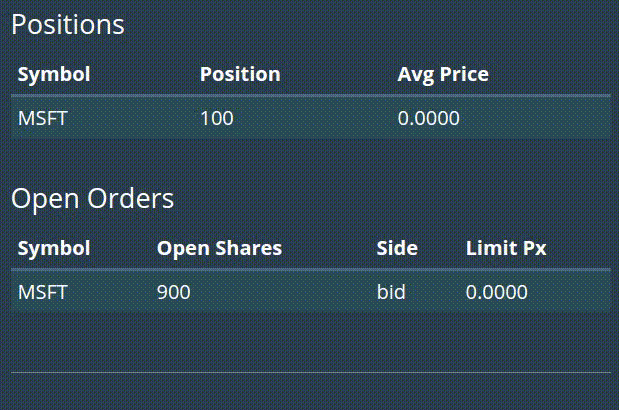 Positions
Symbol Position Avg Price
MSFT 100 0.0000
Open Orders
Symbol Open Shares Side Limit Px
MSFT 900 bid 0.0000